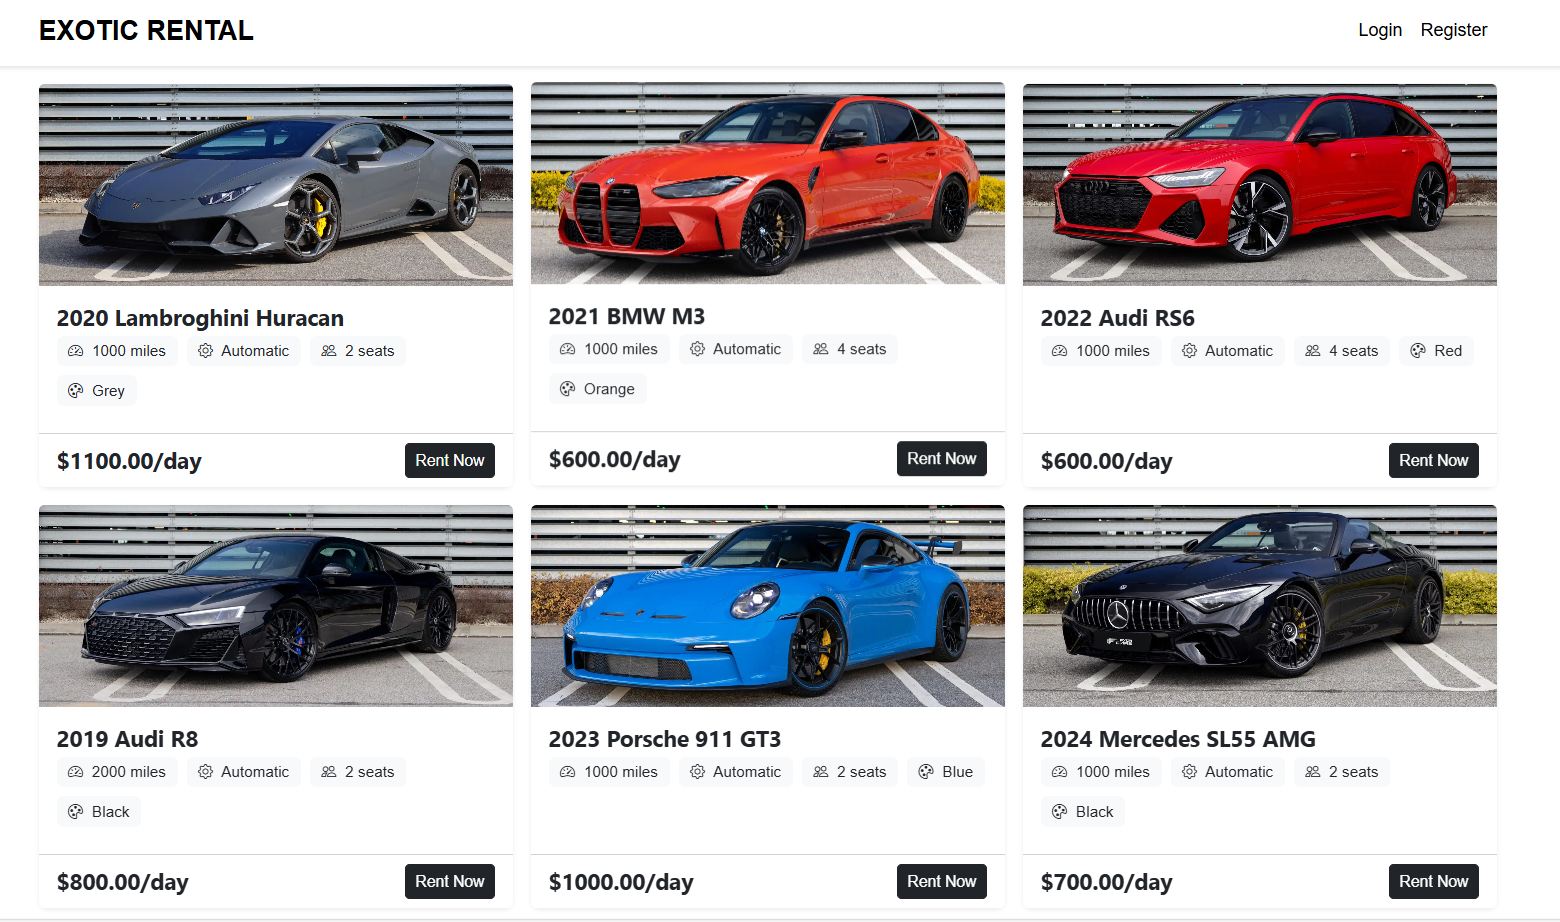 EXOTIC RENTAL
Login Register
2020 Lambroghini Huracan
1000 miles Automatic 2 seats
Grey
$1100.00/day Rent Now
2021 BMW M3
1000 miles Automatic 4 seats
Orange
$600.00/day Rent Now
2022 Audi RS6
1000 miles Automatic 4 seats Red
$600.00/day Rent Now
2019 Audi R8
2000 miles Automatic 2 seats
Black
$800.00/day Rent Now
2023 Porsche 911 GT3
1000 miles Automatic 2 seats Blue
$1000.00/day Rent Now
2024 Mercedes SL55 AMG
1000 miles Automatic 2 seats
Black
$700.00/day Rent Now